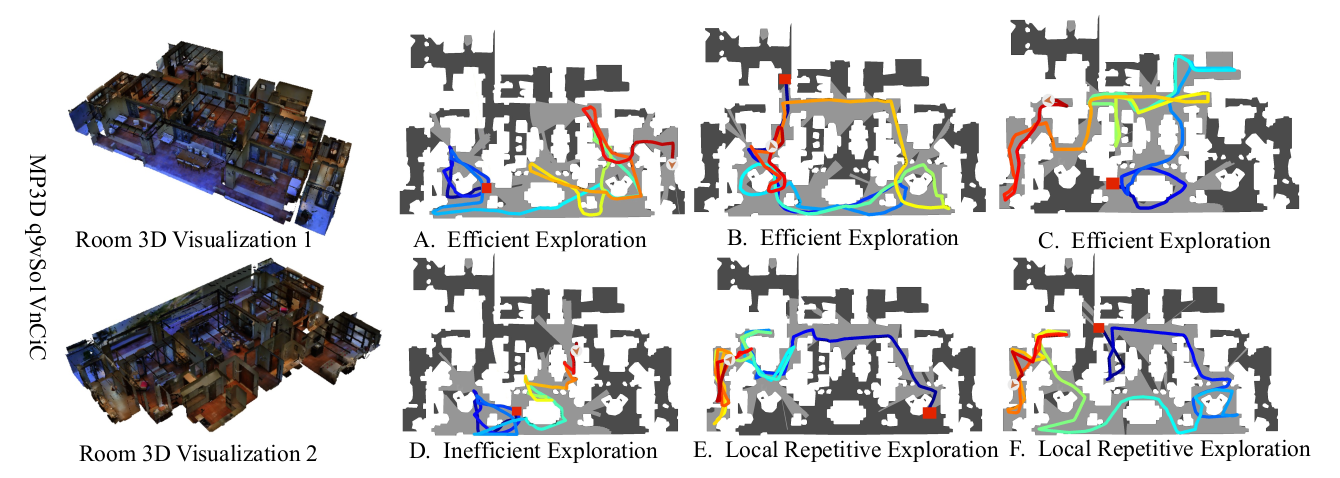 MP3D q9vSo1VnCiC
Room 3D Visualization 1
A. Efficient Exploration
B. Efficient Exploration
C. Efficient Exploration
Room 3D Visualization 2
D. Inefficient Exploration
E. Local Repetitive Exploration
F. Local Repetitive Exploration